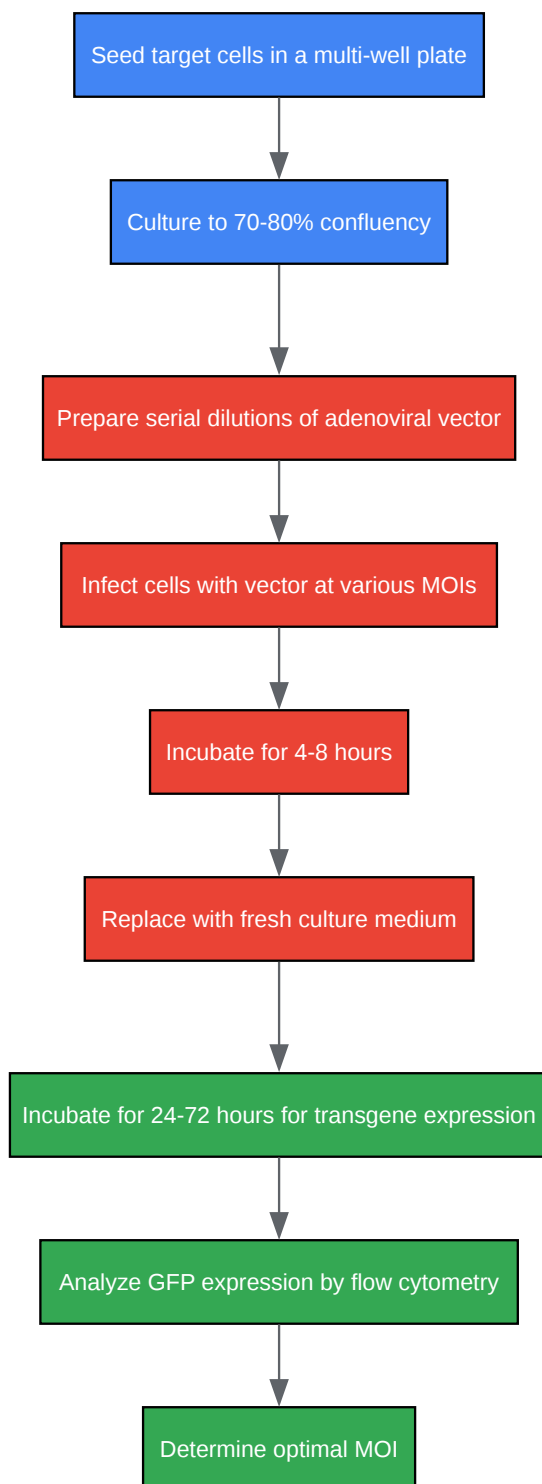 Seed target cells in a multi-well plate
Culture to 70-80% confluency
Prepare serial dilutions of adenoviral vector
Infect cells with vector at various MOIs
Incubate for 4-8 hours
Replace with fresh culture medium
Incubate for 24-72 hours for transgene expression
Analyze GFP expression by flow cytometry
Determine optimal MOI